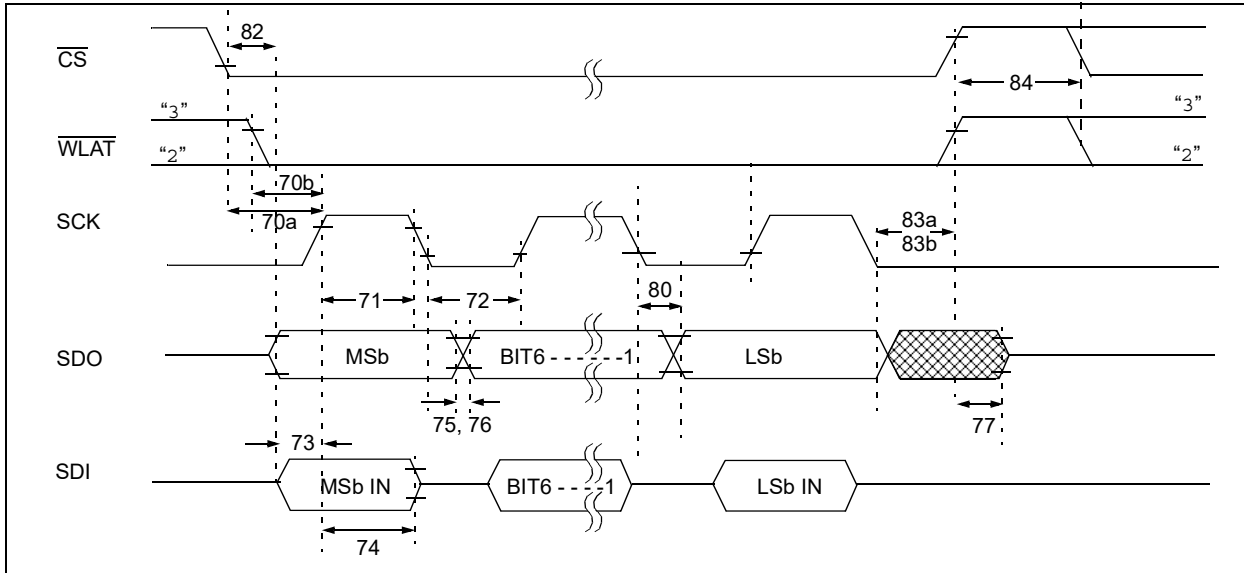 CS
82
84
"3"
"3"
WLAT
"2"
"2"
70b
70a
SCK
83a
83b
71
72
80
SDO
MSb
BIT6 - - - - - -1
LSb
75, 76
77
73
SDI
MSb IN
BIT6 - - - - -1
LSb IN
74